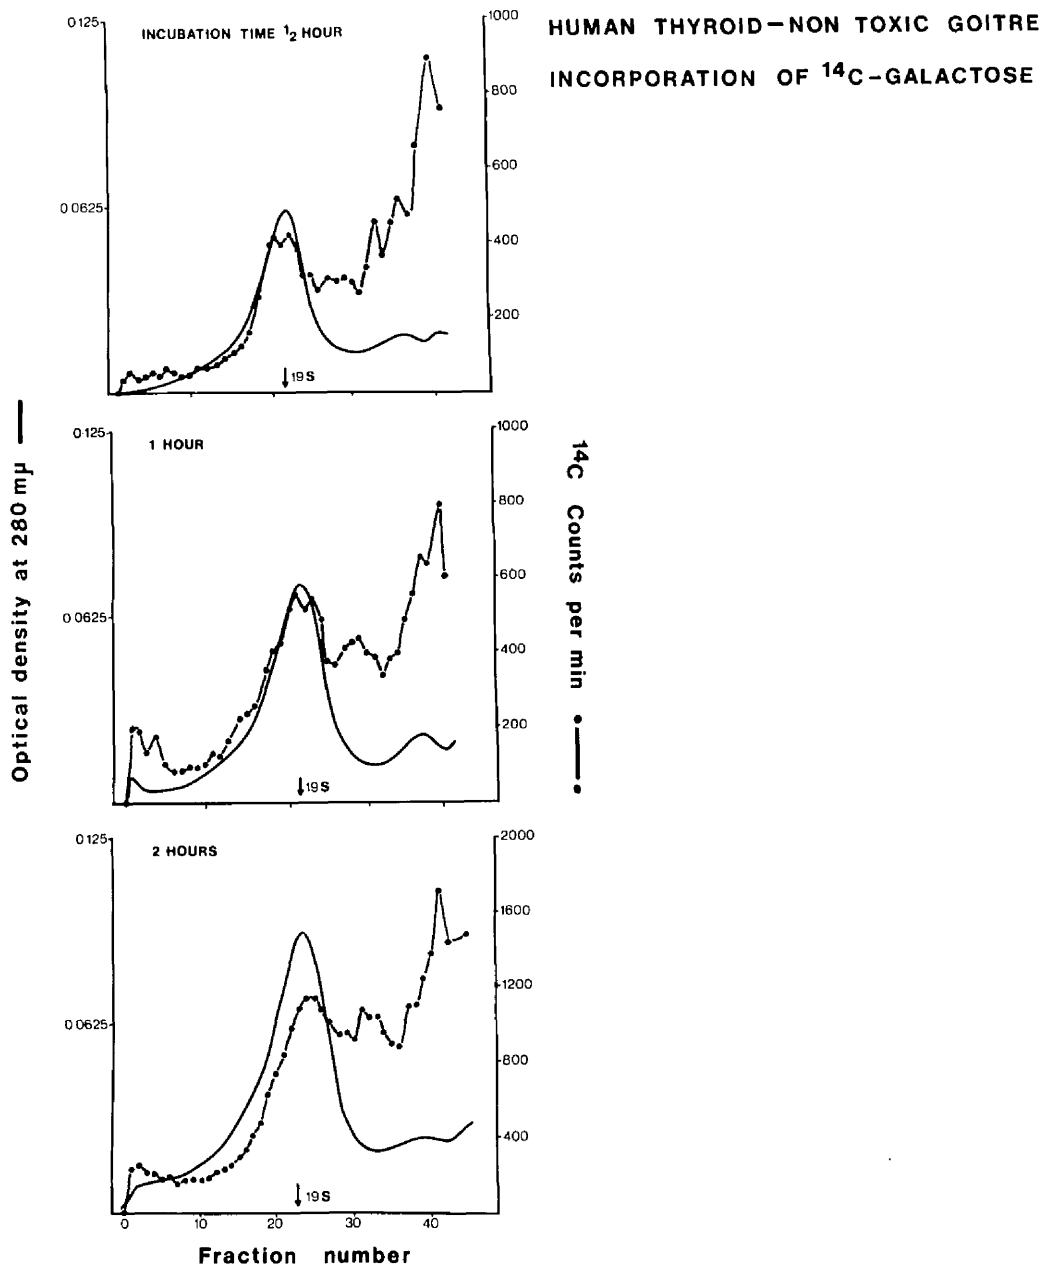 HUMAN THYROID—NON TOXIC GOITRE
INCORPORATION OF ¹⁴C-GALACTOSE
INCUBATION TIME ½ HOUR
0·125
0·0625
1000
800
600
400
200
19 S
1 HOUR
0·125
0·0625
1000
800
600
400
200
19 S
2 HOURS
0·125
0·0625
2000
1600
1200
800
400
19 S
0 10 20 30 40
Fraction number
Optical density at 280 mµ
¹⁴C Counts per min